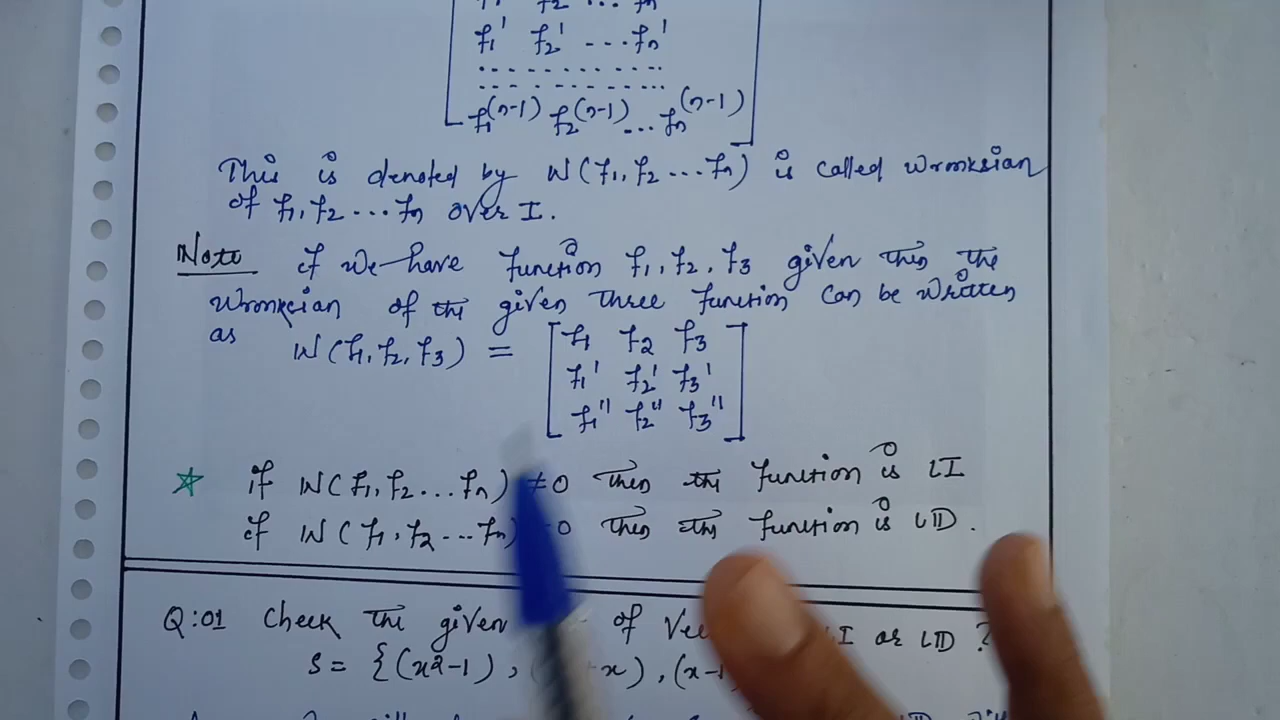 f1' f2' ...fn'
f1(n-1) f2(n-1)...fn(n-1)
This is denoted by W(f1, f2 ...fn) is called wronksian
of f1, f2 ...fn over I.
Note if we have function f1, f2, f3 given then the
wronksian of the given three function can be written
as
W(f1, f2, f3) = [ f1 f2 f3
f1' f2' f3'
f1'' f2'' f3'' ]
☆ if W(f1, f2...fn) ≠0 then the function is LI
if W(f1, f2...fn) 0 then the function is LD.
Q:01 Check the given of LI or LD ?
S = {(x2-1), x), (x-1